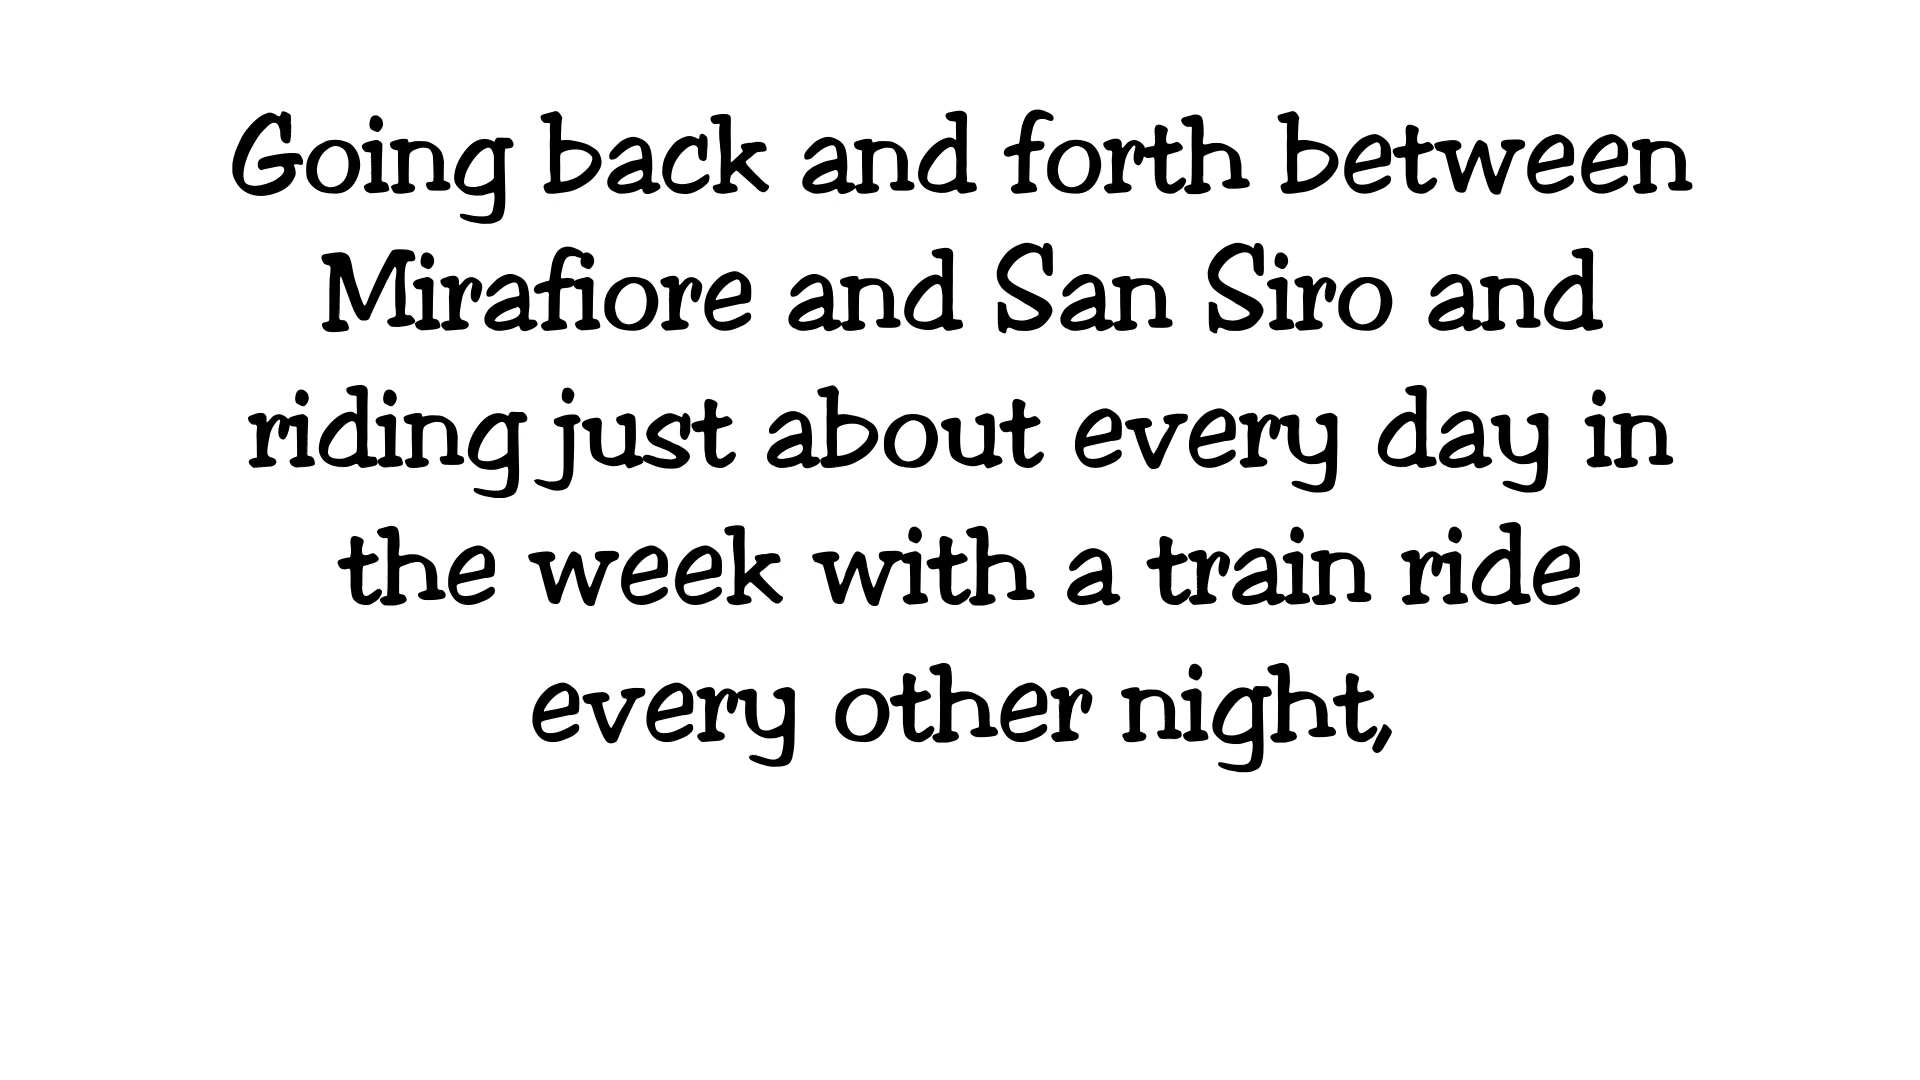 Going back and forth between
Mirafiore and San Siro and
riding just about every day in
the week with a train ride
every other night,